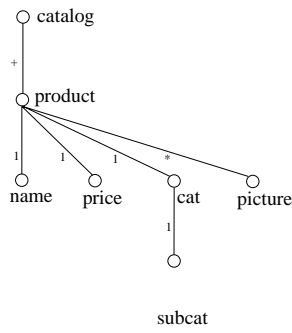 catalog
+
product
1 1 1 *
name price cat picture
1
subcat